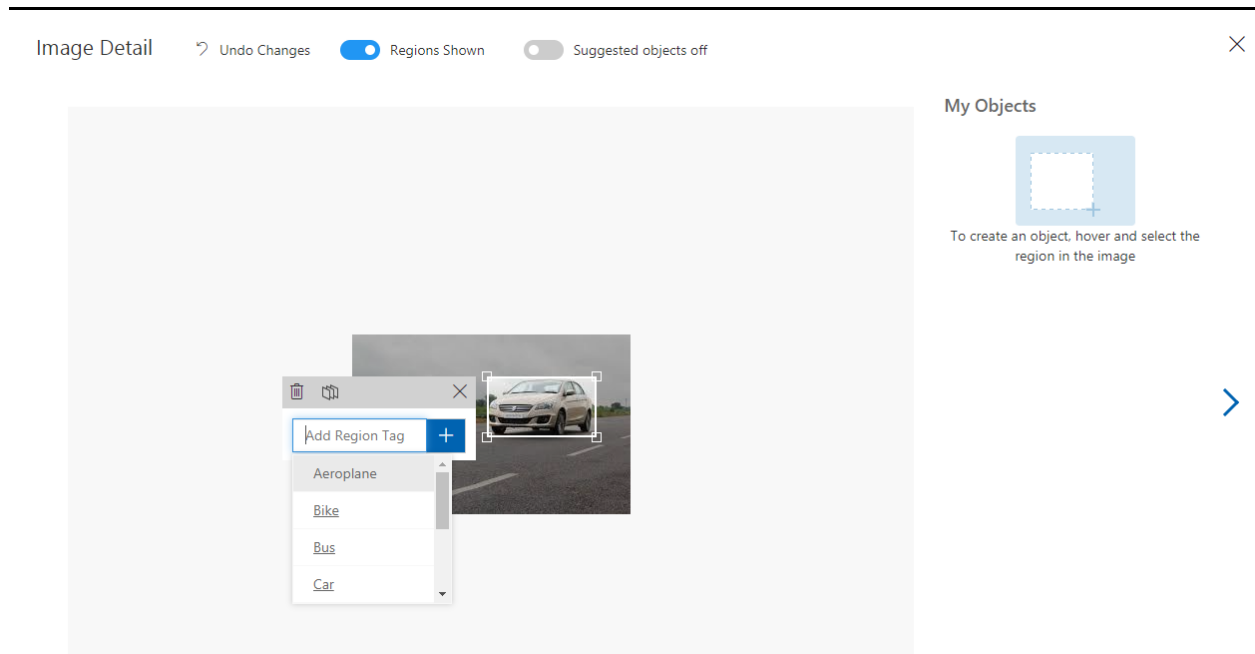 Image Detail
Undo Changes
Regions Shown
Suggested objects off
My Objects
To create an object, hover and select the
region in the image
Add Region Tag
Aeroplane
Bike
Bus
Car